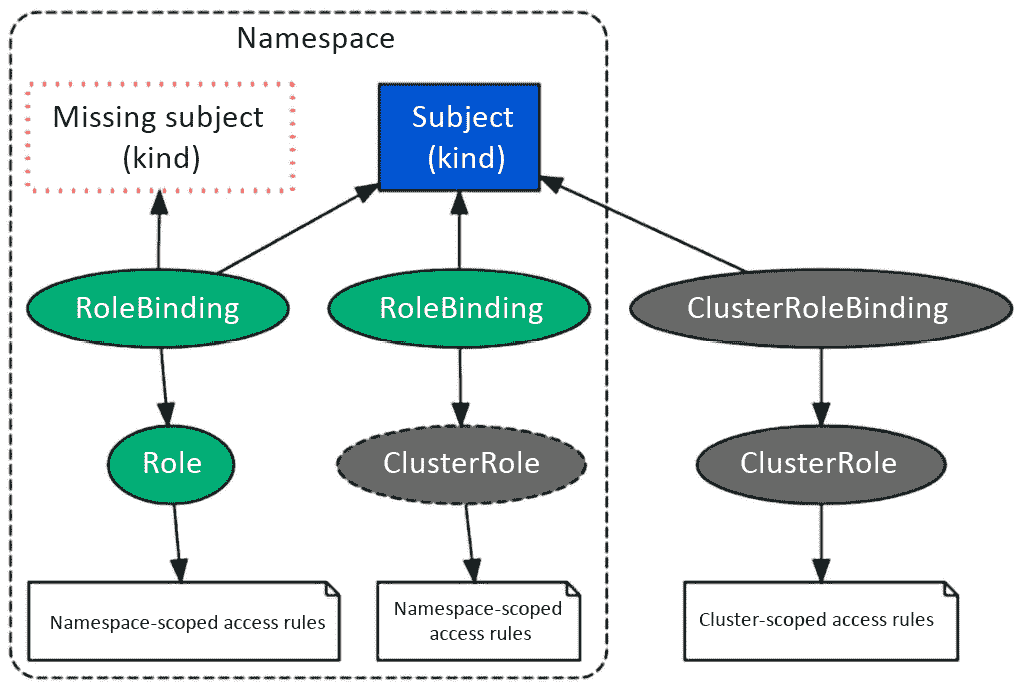 Namespace
Missing subject
(kind)
Subject
(kind)
RoleBinding
RoleBinding
ClusterRoleBinding
Role
ClusterRole
ClusterRole
Namespace-scoped access rules
Namespace-scoped
access rules
Cluster-scoped access rules